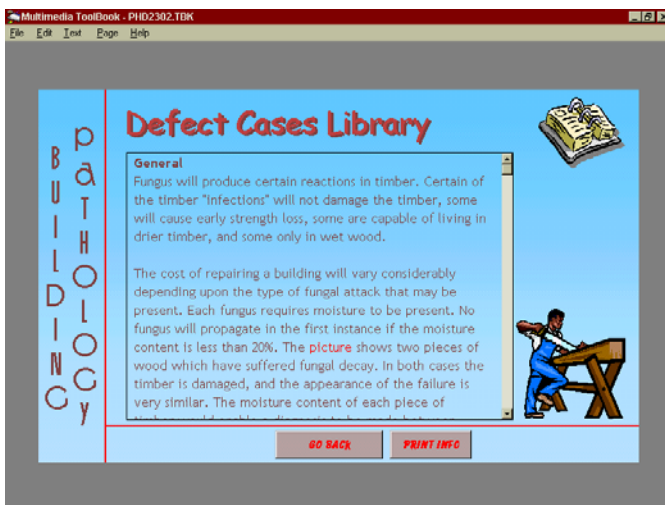 Multimedia ToolBook - PHD2302.TBK
File Edit Text Page Help
BUILDING
PATHOLOGY
Defect Cases Library
General
Fungus will produce certain reactions in timber. Certain of
the timber "infections" will not damage the timber, some
will cause early strength loss, some are capable of living in
drier timber, and some only in wet wood.
The cost of repairing a building will vary considerably
depending upon the type of fungal attack that may be
present. Each fungus requires moisture to be present. No
fungus will propagate in the first instance if the moisture
content is less than 20%. The picture shows two pieces of
wood which have suffered fungal decay. In both cases the
timber is damaged, and the appearance of the failure is
very similar. The moisture content of each piece of
GO BACK PRINT INFO